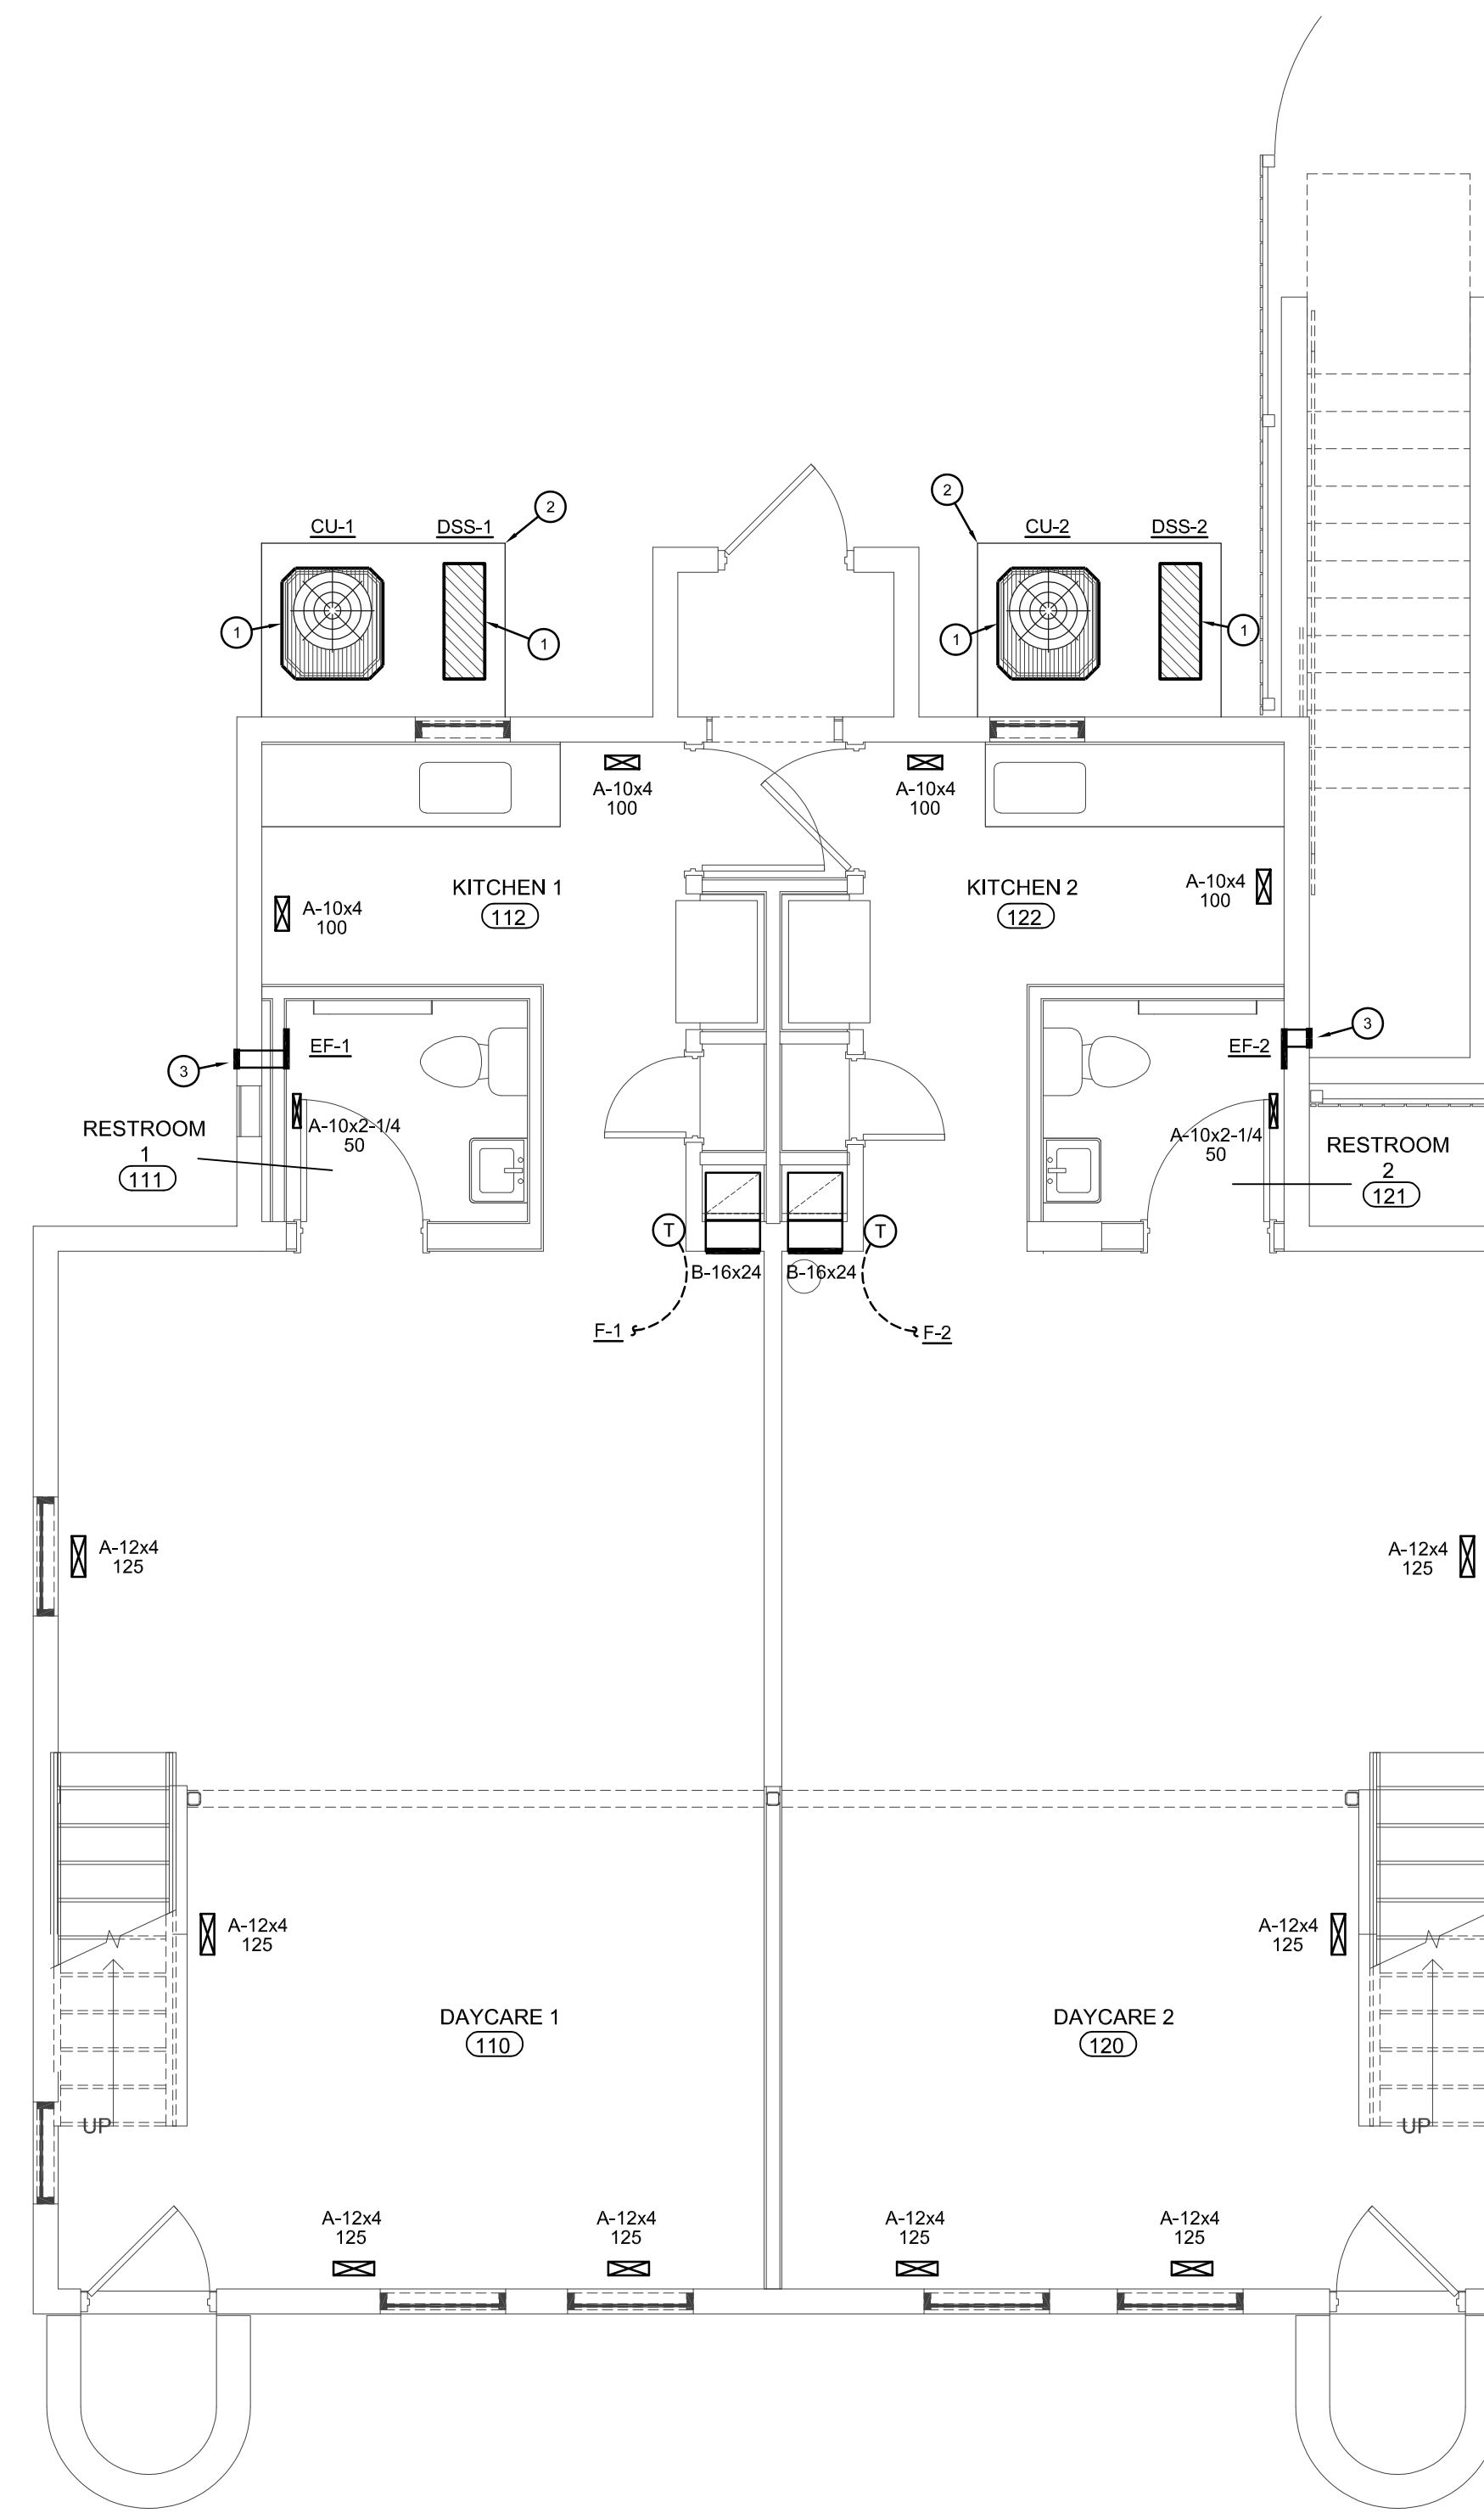 CU-1
DSS-1
2
2
CU-2
DSS-2
1
1
1
1
A-10x4
100
A-10x4
100
KITCHEN 1
112
KITCHEN 2
122
A-10x4
100
A-10x4
100
EF-1
3
EF-2
3
RESTROOM
1
111
A-10x2-1/4
50
A-10x2-1/4
50
RESTROOM
2
121
T
T
B-16x24
B-16x24
F-1
F-2
A-12x4
125
A-12x4
125
A-12x4
125
A-12x4
125
DAYCARE 1
110
DAYCARE 2
120
UP
UP
A-12x4
125
A-12x4
125
A-12x4
125
A-12x4
125